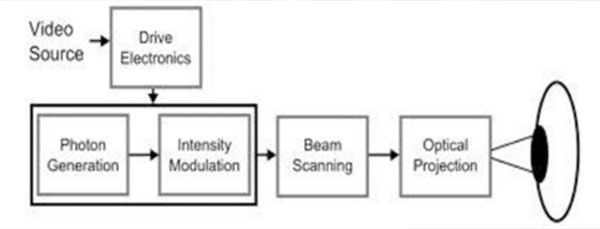 Video
Source
Drive
Electronics
Photon
Generation
Intensity
Modulation
Beam
Scanning
Optical
Projection